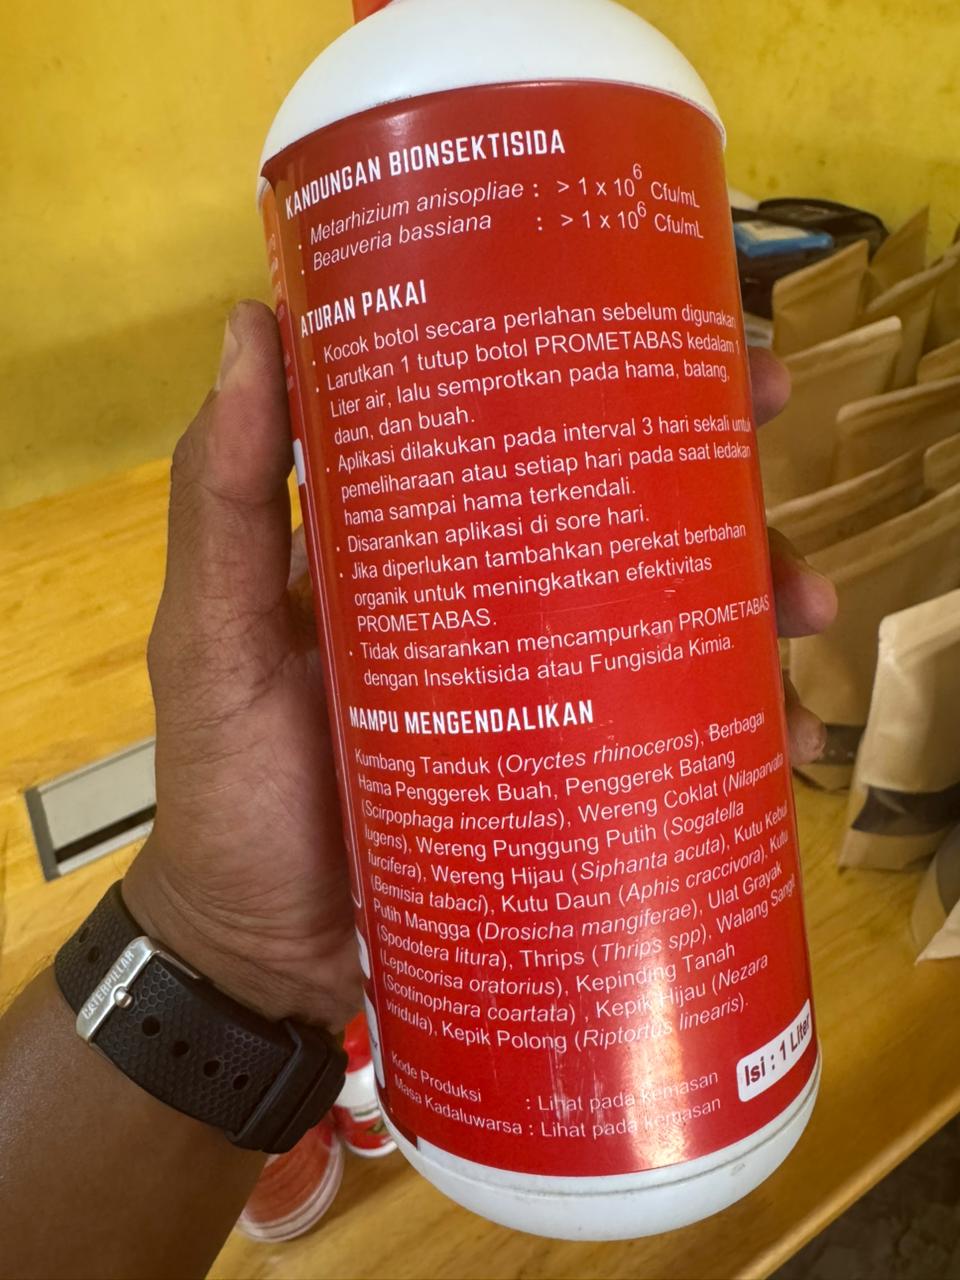 KANDUNGAN BIONSEKTISIDA
• Metarhizium anisopliae : > 1 x 10⁶ Cfu/mL
• Beauveria bassiana : > 1 x 10⁶ Cfu/mL
ATURAN PAKAI
• Kocok botol secara perlahan sebelum digunakan
• Larutkan 1 tutup botol PROMETABAS kedalam 1
Liter air, lalu semprotkan pada hama, batang,
daun, dan buah.
• Aplikasi dilakukan pada interval 3 hari sekali untuk
pemeliharaan atau setiap hari pada saat ledakan
hama sampai hama terkendali.
• Disarankan aplikasi di sore hari.
• Jika diperlukan tambahkan perekat berbahan
organik untuk meningkatkan efektivitas
PROMETABAS.
• Tidak disarankan mencampurkan PROMETABAS
dengan Insektisida atau Fungisida Kimia.
MAMPU MENGENDALIKAN
Kumbang Tanduk (Oryctes rhinoceros), Berbagai
Hama Penggerek Buah, Penggerek Batang
(Scirpophaga incertulas), Wereng Coklat (Nilaparvata
lugens), Wereng Punggung Putih (Sogatella
furcifera), Wereng Hijau (Siphanta acuta), Kutu Kebul
(Bemisia tabaci), Kutu Daun (Aphis craccivora), Kutu
Putih Mangga (Drosicha mangiferae), Ulat Grayak
(Spodotera litura), Thrips (Thrips spp), Walang Sangit
(Leptocorisa oratorius), Kepinding Tanah
(Scotinophara coartata) , Kepik Hijau (Nezara
viridula), Kepik Polong (Riptortus linearis).
Kode Produksi : Lihat pada kemasan
Masa Kadaluwarsa : Lihat pada kemasan
Isi : 1 Liter
CATERPILLAR